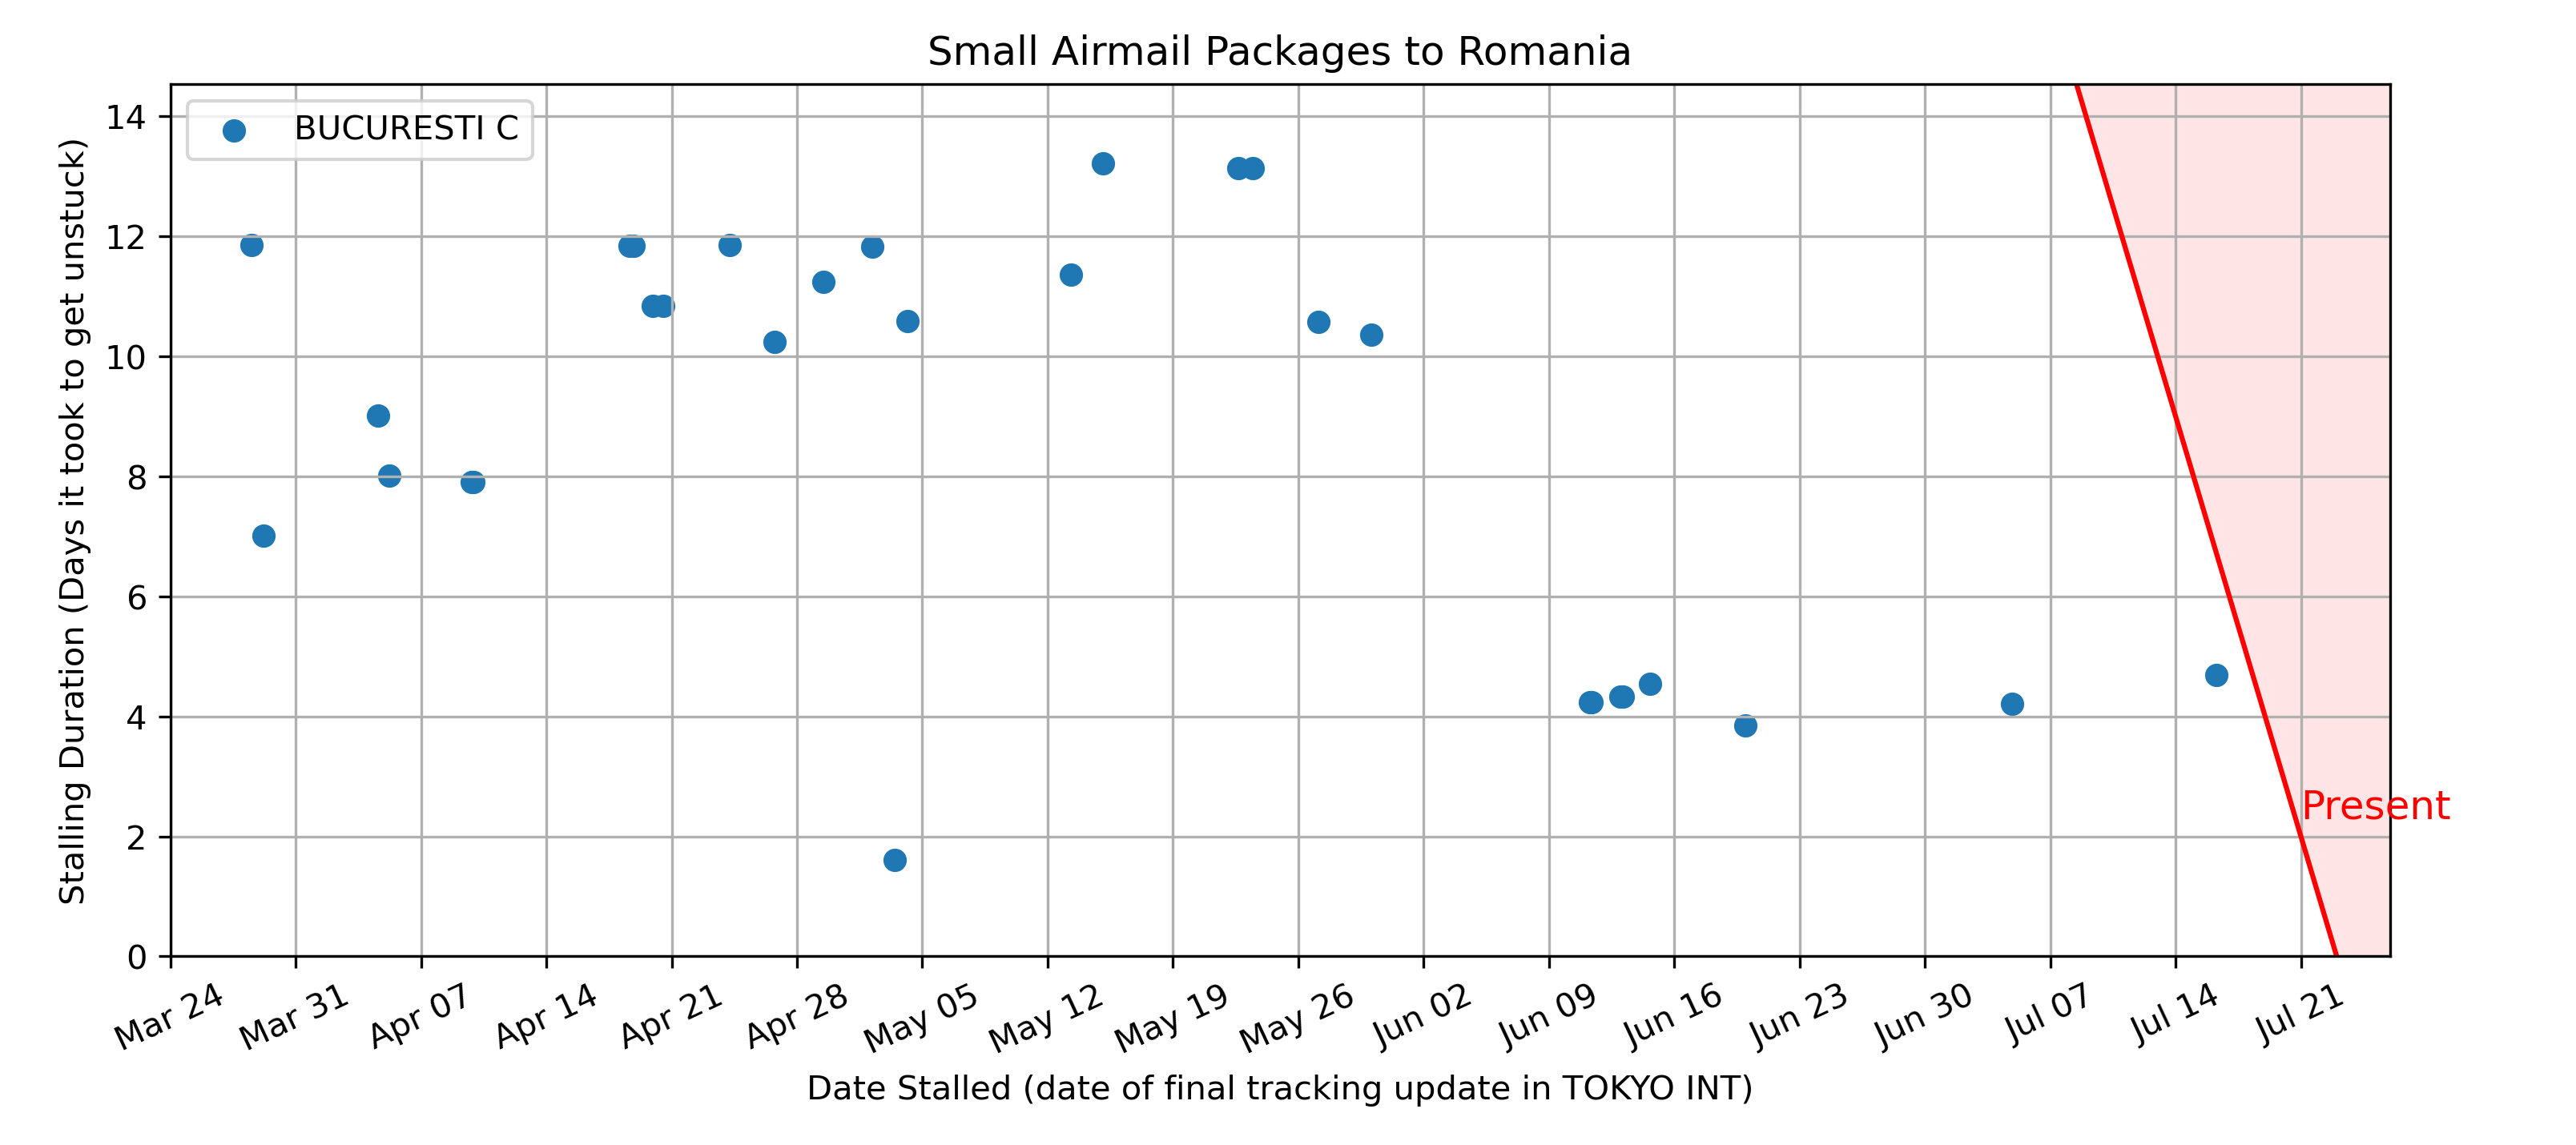 Small Airmail Packages to Romania
BUCURESTI C
Stalling Duration (Days it took to get unstuck)
14
12
10
8
6
4
2
0
Present
Mar 24
Mar 31
Apr 07
Apr 14
Apr 21
Apr 28
May 05
May 12
May 19
May 26
Jun 02
Jun 09
Jun 16
Jun 23
Jun 30
Jul 07
Jul 14
Jul 21
Date Stalled (date of final tracking update in TOKYO INT)